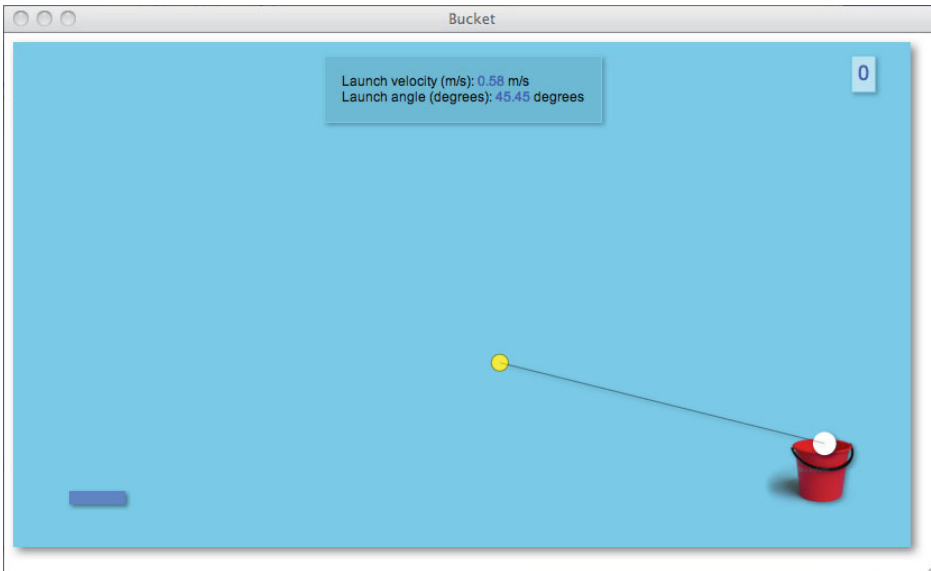 Bucket
Launch velocity (m/s): 0.58 m/s
Launch angle (degrees): 45.45 degrees
0